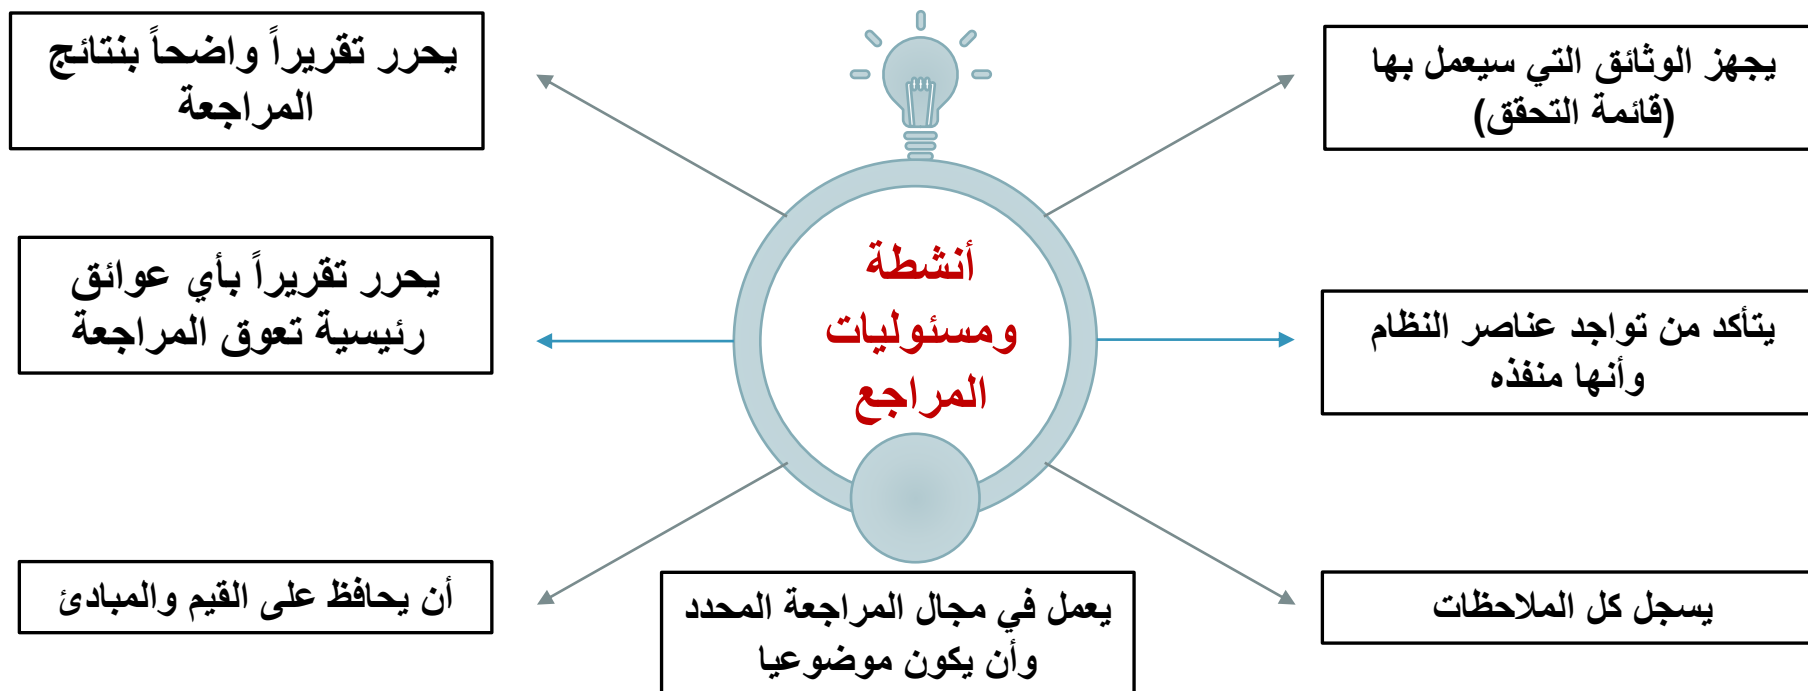 أنشطة
ومسئوليات
المراجع
يجهز الوثائق التي سيعمل بها
(قائمة التحقق)
يتأكد من تواجد عناصر النظام
وأنها منفذه
يسجل كل الملاحظات
يعمل في مجال المراجعة المحدد
وأن يكون موضوعيا
يحرر تقريراً واضحاً بنتائج
المراجعة
يحرر تقريراً بأي عوائق
رئيسية تعوق المراجعة
أن يحافظ على القيم والمبادئ